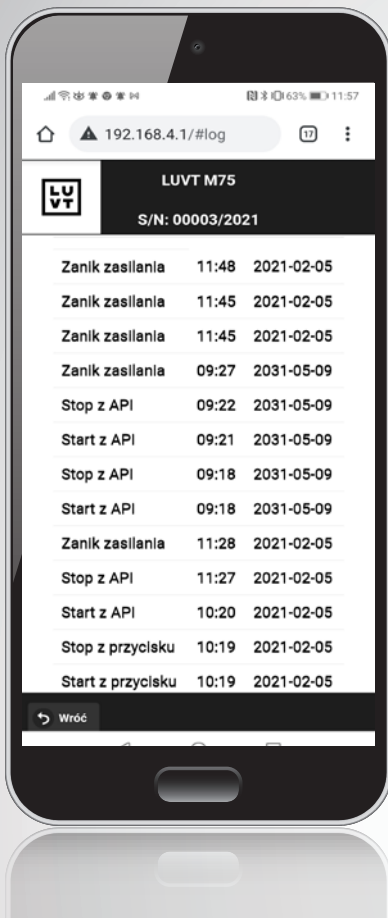 63% 11:57
192.168.4.1/#log 17
LU
VT
LUVT M75
S/N: 00003/2021
Zanik zasilania 11:48 2021-02-05
Zanik zasilania 11:45 2021-02-05
Zanik zasilania 11:45 2021-02-05
Zanik zasilania 09:27 2031-05-09
Stop z API 09:22 2031-05-09
Start z API 09:21 2031-05-09
Stop z API 09:18 2031-05-09
Start z API 09:18 2031-05-09
Zanik zasilania 11:28 2021-02-05
Stop z API 11:27 2021-02-05
Start z API 10:20 2021-02-05
Stop z przycisku 10:19 2021-02-05
Start z przycisku 10:19 2021-02-05
Wróć